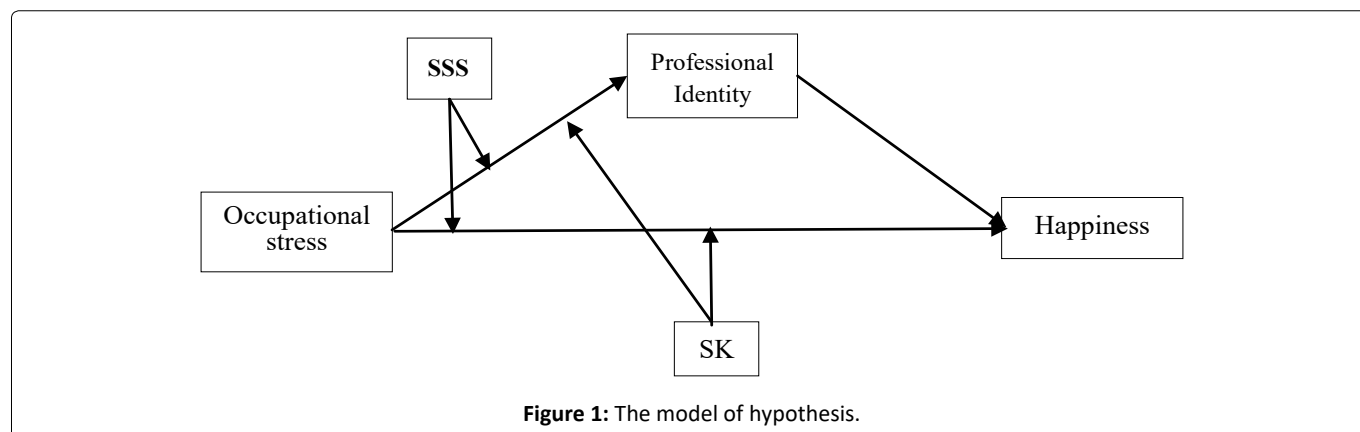 SSS
Professional
Identity
Occupational
stress
Happiness
SK
Figure 1: The model of hypothesis.